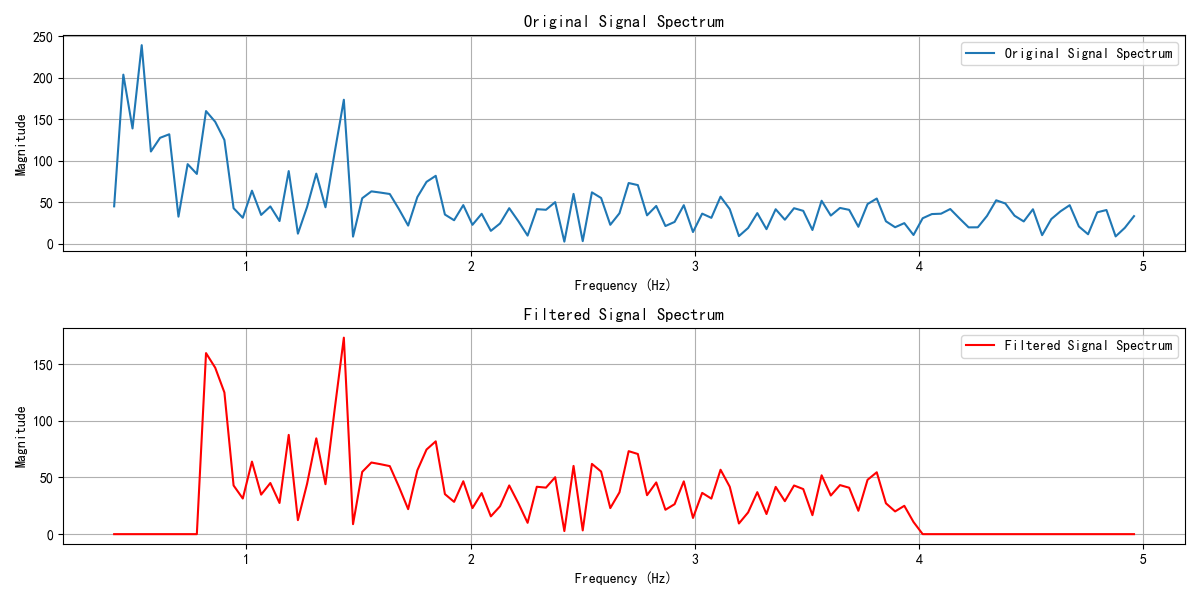 Original Signal Spectrum
Original Signal Spectrum
250
200
150
100
50
0
Magnitude
1
2
3
4
5
Frequency (Hz)
Filtered Signal Spectrum
Filtered Signal Spectrum
150
100
50
0
Magnitude
1
2
3
4
5
Frequency (Hz)